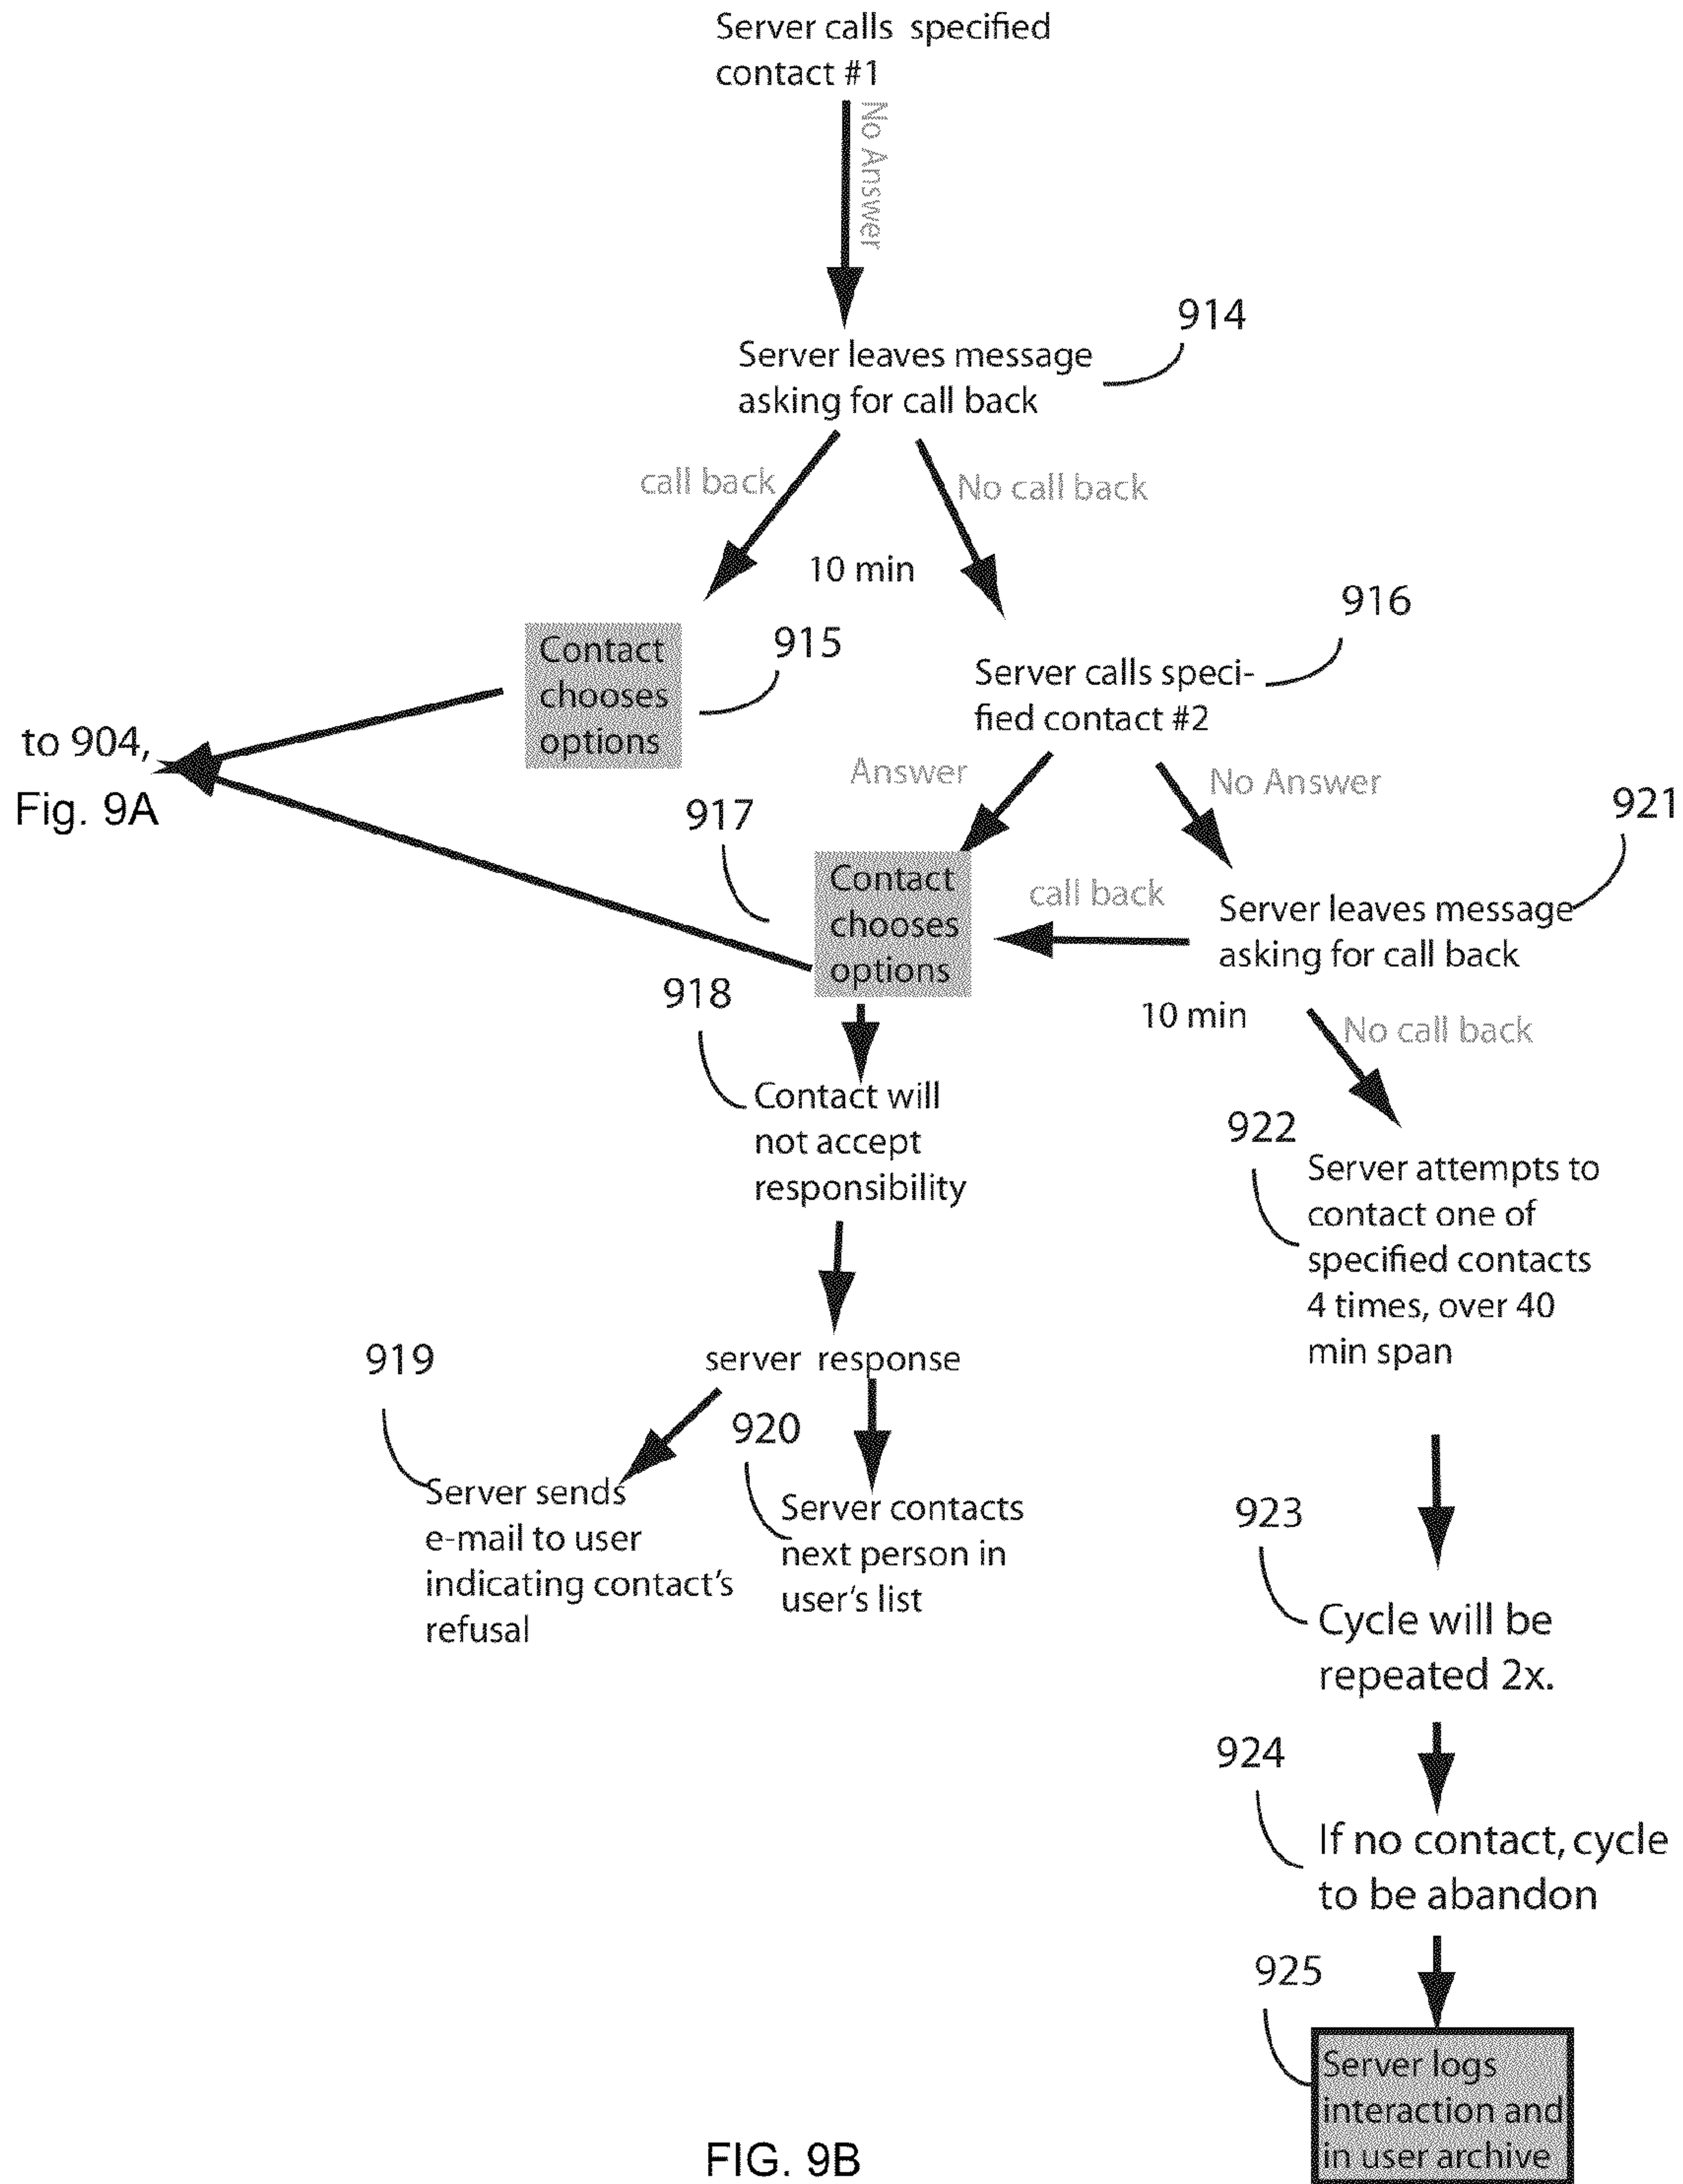 Server calls specified
contact #1
No Answer
914
Server leaves message
asking for call back
call back
No call back
10 min
916
915
Contact
chooses
options
Server calls speci-
fied contact #2
to 904,
Fig. 9A
Answer
No Answer
917
921
Contact
chooses
options
call back
Server leaves message
asking for call back
918
10 min
No call back
Contact will
not accept
responsibility
922
Server attempts to
contact one of
specified contacts
4 times, over 40
min span
919
server response
920
Server sends
e-mail to user
indicating contact's
refusal
Server contacts
next person in
user's list
923
Cycle will be
repeated 2x.
924
If no contact, cycle
to be abandon
925
Server logs
interaction and
in user archive
FIG. 9B